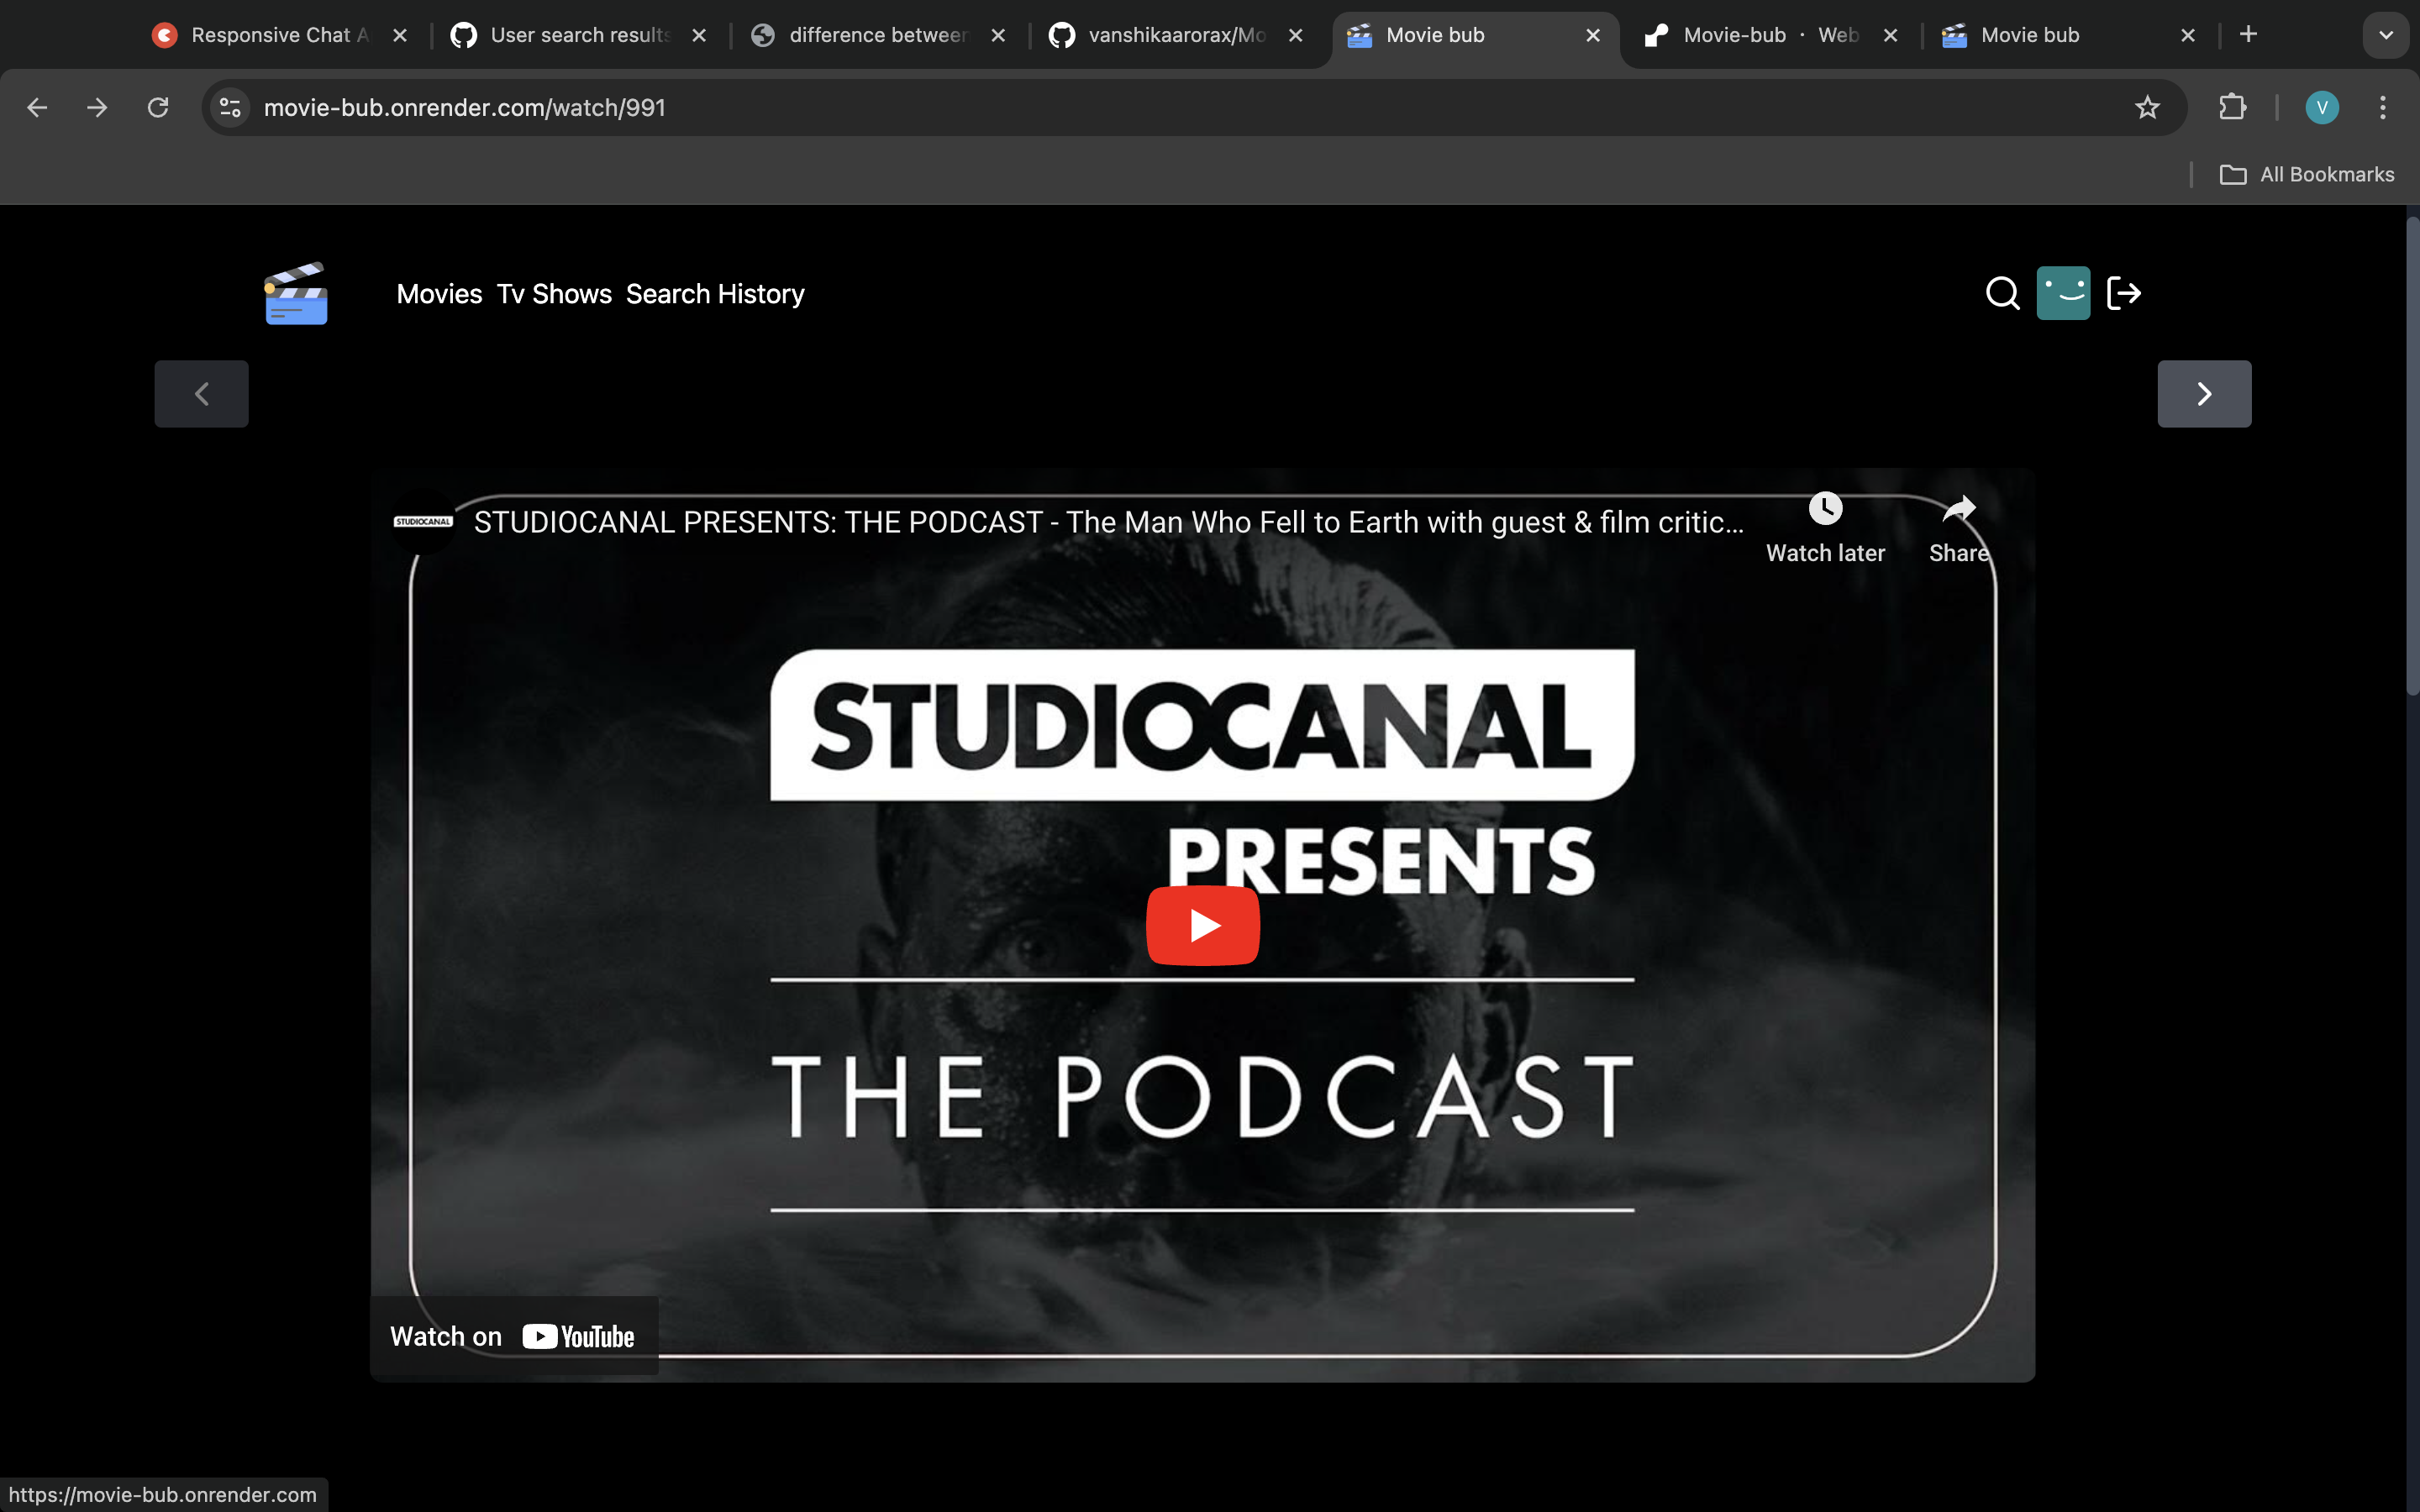 Responsive Chat A
User search results
difference between
vanshikaarorax/Mo
Movie bub
Movie-bub · Web
Movie bub
movie-bub.onrender.com/watch/991
V
All Bookmarks
Movies Tv Shows Search History
STUDIOCANAL
STUDIOCANAL PRESENTS: THE PODCAST - The Man Who Fell to Earth with guest & film critic...
Watch later
Share
STUDIOCANAL
PRESENTS
THE PODCAST
Watch on YouTube
https://movie-bub.onrender.com